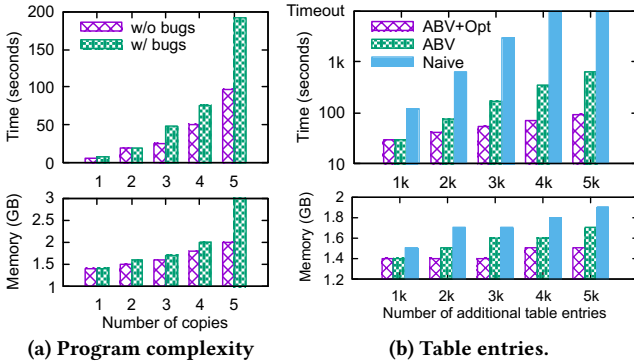 200
150
100
50
0
Time (seconds)
w/o bugs
w/ bugs
1 2 3 4 5
3
2.5
2
1.5
1
Memory (GB)
1 2 3 4 5
Number of copies
(a) Program complexity
Timeout
1k
100
10
Time (seconds)
ABV+Opt
ABV
Naive
1k 2k 3k 4k 5k
2
1.8
1.6
1.4
1.2
Memory (GB)
1k 2k 3k 4k 5k
Number of additional table entries
(b) Table entries.